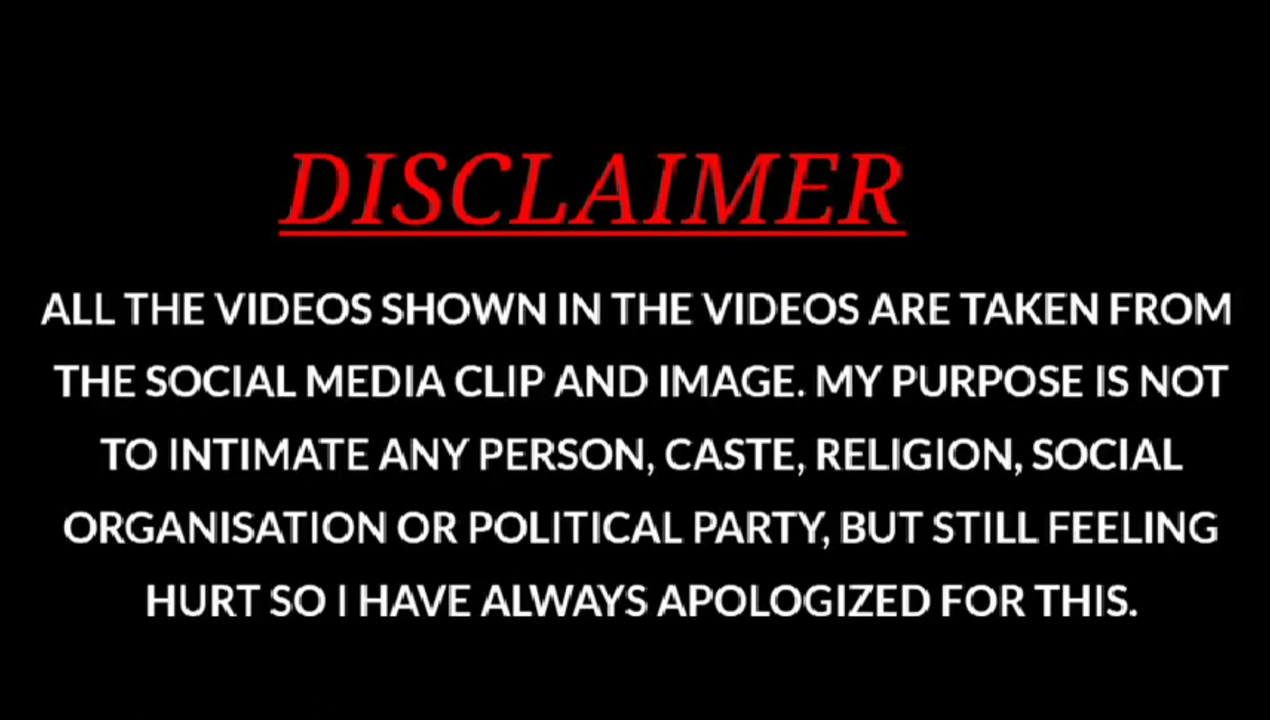 DISCLAIMER
ALL THE VIDEOS SHOWN IN THE VIDEOS ARE TAKEN FROM
THE SOCIAL MEDIA CLIP AND IMAGE. MY PURPOSE IS NOT
TO INTIMATE ANY PERSON, CASTE, RELIGION, SOCIAL
ORGANISATION OR POLITICAL PARTY, BUT STILL FEELING
HURT SO I HAVE ALWAYS APOLOGIZED FOR THIS.